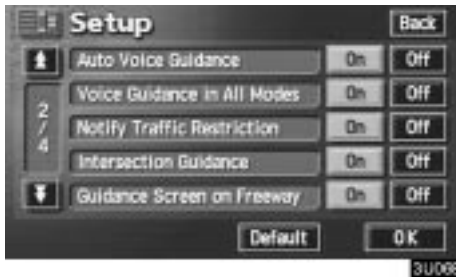 Setup Back
Auto Voice Guidance On Off
Voice Guidance in All Modes On Off
2/4
Notify Traffic Restriction On Off
Intersection Guidance On Off
Guidance Screen on Freeway On Off
Default OK